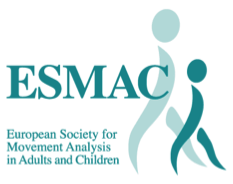 ESMAC
European Society for
Movement Analysis
in Adults and Children